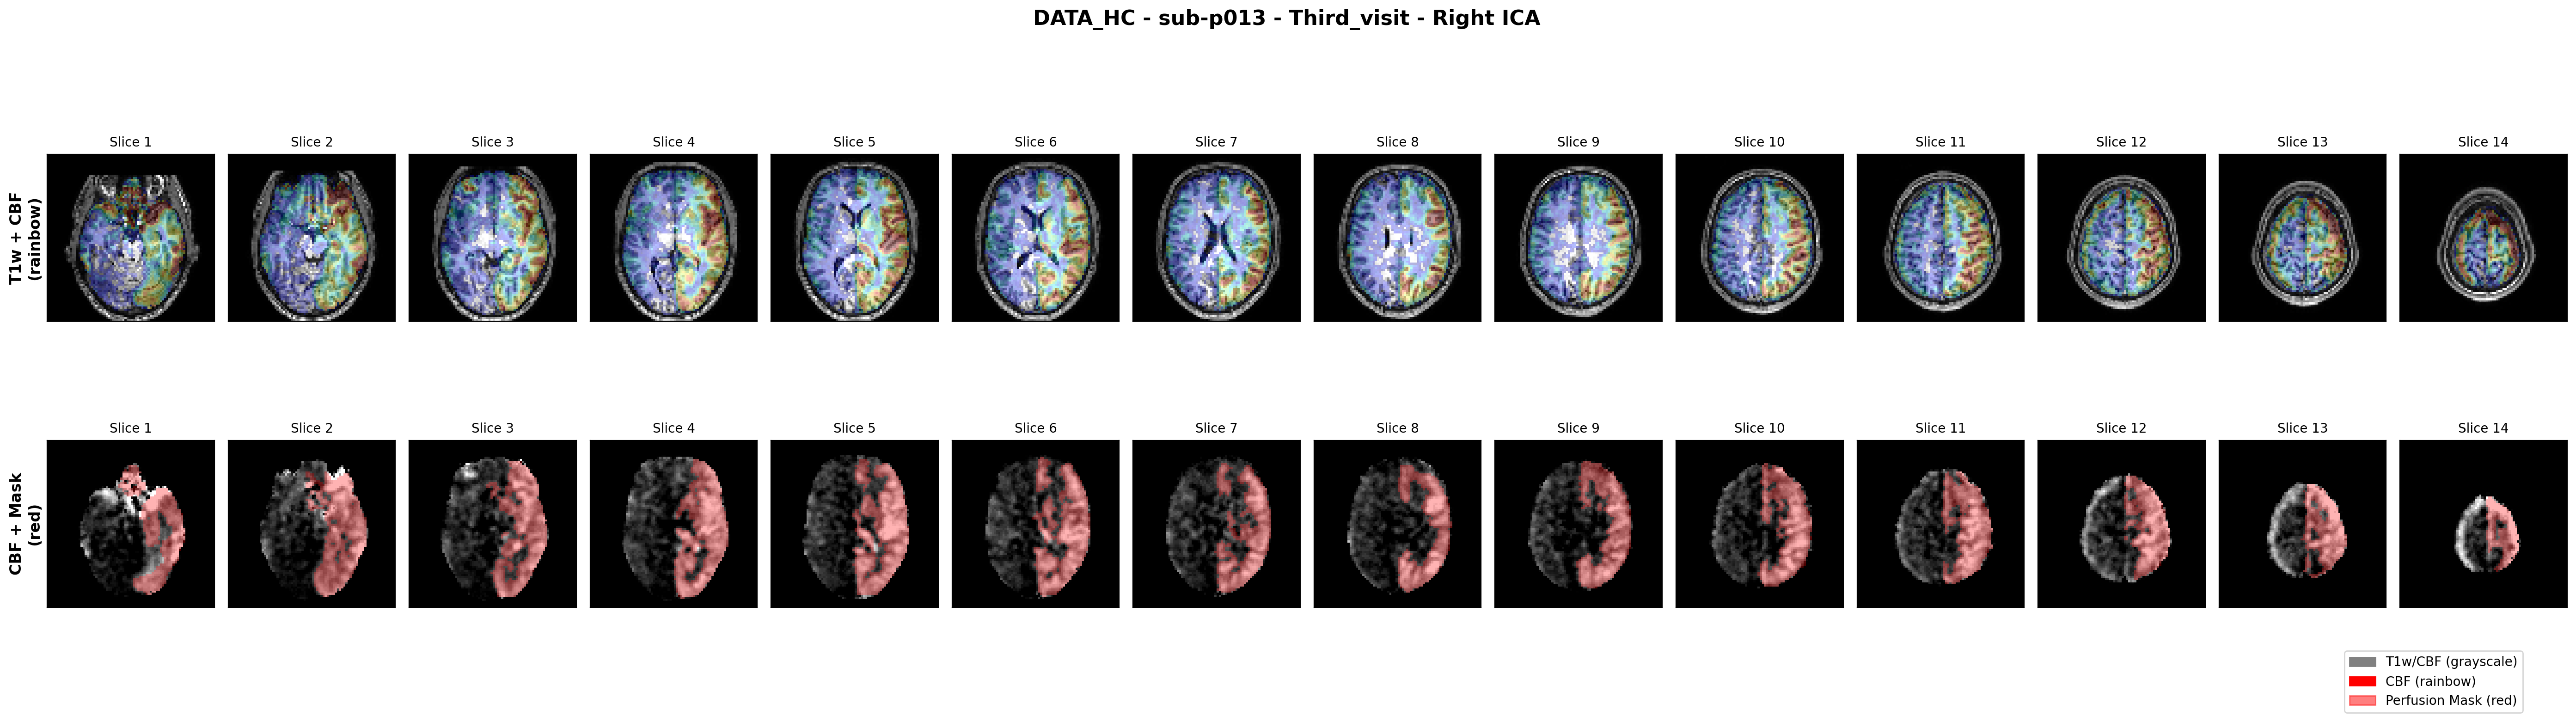 DATA_HC - sub-p013 - Third_visit - Right ICA
T1w + CBF
(rainbow)
Slice 1
Slice 2
Slice 3
Slice 4
Slice 5
Slice 6
Slice 7
Slice 8
Slice 9
Slice 10
Slice 11
Slice 12
Slice 13
Slice 14
CBF + Mask
(red)
Slice 1
Slice 2
Slice 3
Slice 4
Slice 5
Slice 6
Slice 7
Slice 8
Slice 9
Slice 10
Slice 11
Slice 12
Slice 13
Slice 14
T1w/CBF (grayscale)
CBF (rainbow)
Perfusion Mask (red)